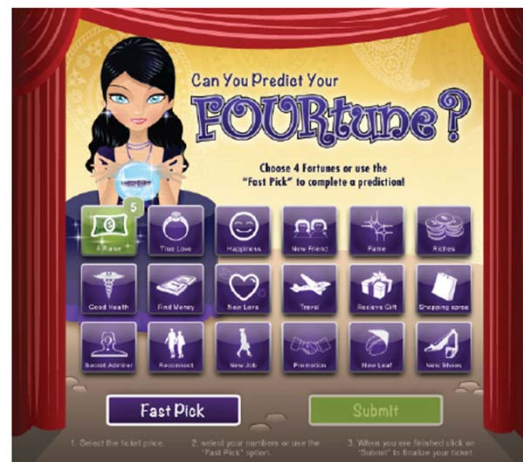 Can You Predict Your
FOURtune?
Choose 4 Fortunes or use the
"Fast Pick" to complete a prediction!
5
A Raise
True Love
Happiness
New Friend
Fame
Riches
Good Health
Find Money
New Love
Travel
Recieve Gift
Shopping spree
Secret Admirer
Reconnect
New Job
Promotion
New Leaf
New Shoes
Fast Pick
Submit
1. Select the ticket price.
2. select your numbers or use the
"Fast Pick" option.
3. When you are finished click on
"Submit" to finalize your ticket.